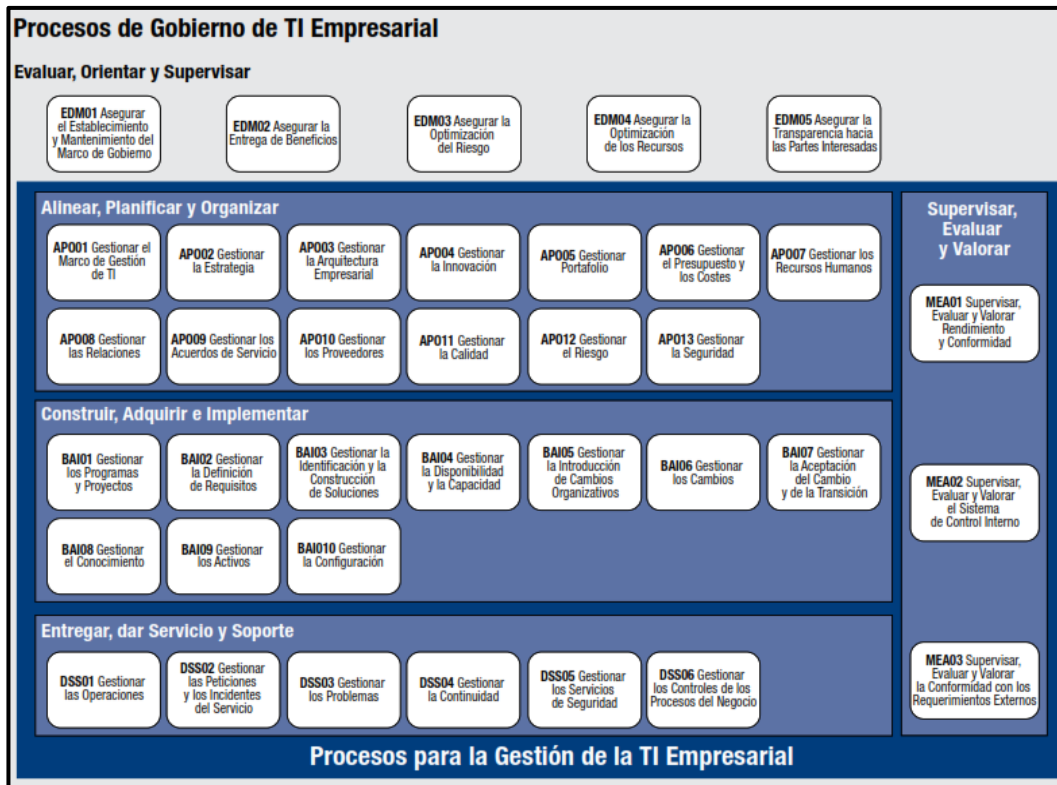 Procesos de Gobierno de TI Empresarial
Evaluar, Orientar y Supervisar
EDM01 Asegurar
el Establecimiento
y Mantenimiento del
Marco de Gobierno
EDM02 Asegurar la
Entrega de Beneficios
EDM03 Asegurar la
Optimización
del Riesgo
EDM04 Asegurar la
Optimización
de los Recursos
EDM05 Asegurar la
Transparencia hacia
las Partes Interesadas
Alinear, Planificar y Organizar
APO01 Gestionar el
Marco de Gestión
de TI
APO02 Gestionar
la Estrategia
APO03 Gestionar
la Arquitectura
Empresarial
APO04 Gestionar
la Innovación
APO05 Gestionar
Portafolio
APO06 Gestionar
el Presupuesto y
los Costes
APO07 Gestionar los
Recursos Humanos
APO08 Gestionar
las Relaciones
APO09 Gestionar los
Acuerdos de Servicio
APO10 Gestionar
los Proveedores
APO11 Gestionar
la Calidad
APO12 Gestionar
el Riesgo
APO13 Gestionar
la Seguridad
Construir, Adquirir e Implementar
BAI01 Gestionar
los Programas
y Proyectos
BAI02 Gestionar
la Definición
de Requisitos
BAI03 Gestionar la
Identificación y la
Construcción
de Soluciones
BAI04 Gestionar
la Disponibilidad
y la Capacidad
BAI05 Gestionar
la Introducción
de Cambios
Organizativos
BAI06 Gestionar
los Cambios
BAI07 Gestionar
la Aceptación
del Cambio
y de la Transición
BAI08 Gestionar
el Conocimiento
BAI09 Gestionar
los Activos
BAI010 Gestionar
la Configuración
Entregar, dar Servicio y Soporte
DSS01 Gestionar
las Operaciones
DSS02 Gestionar
las Peticiones
y los Incidentes
del Servicio
DSS03 Gestionar
los Problemas
DSS04 Gestionar
la Continuidad
DSS05 Gestionar
los Servicios
de Seguridad
DSS06 Gestionar
los Controles de los
Procesos del Negocio
Supervisar,
Evaluar
y Valorar
MEA01 Supervisar,
Evaluar y Valorar
Rendimiento
y Conformidad
MEA02 Supervisar,
Evaluar y Valorar
el Sistema
de Control Interno
MEA03 Supervisar,
Evaluar y Valorar
la Conformidad con los
Requerimientos Externos
Procesos para la Gestión de la TI Empresarial